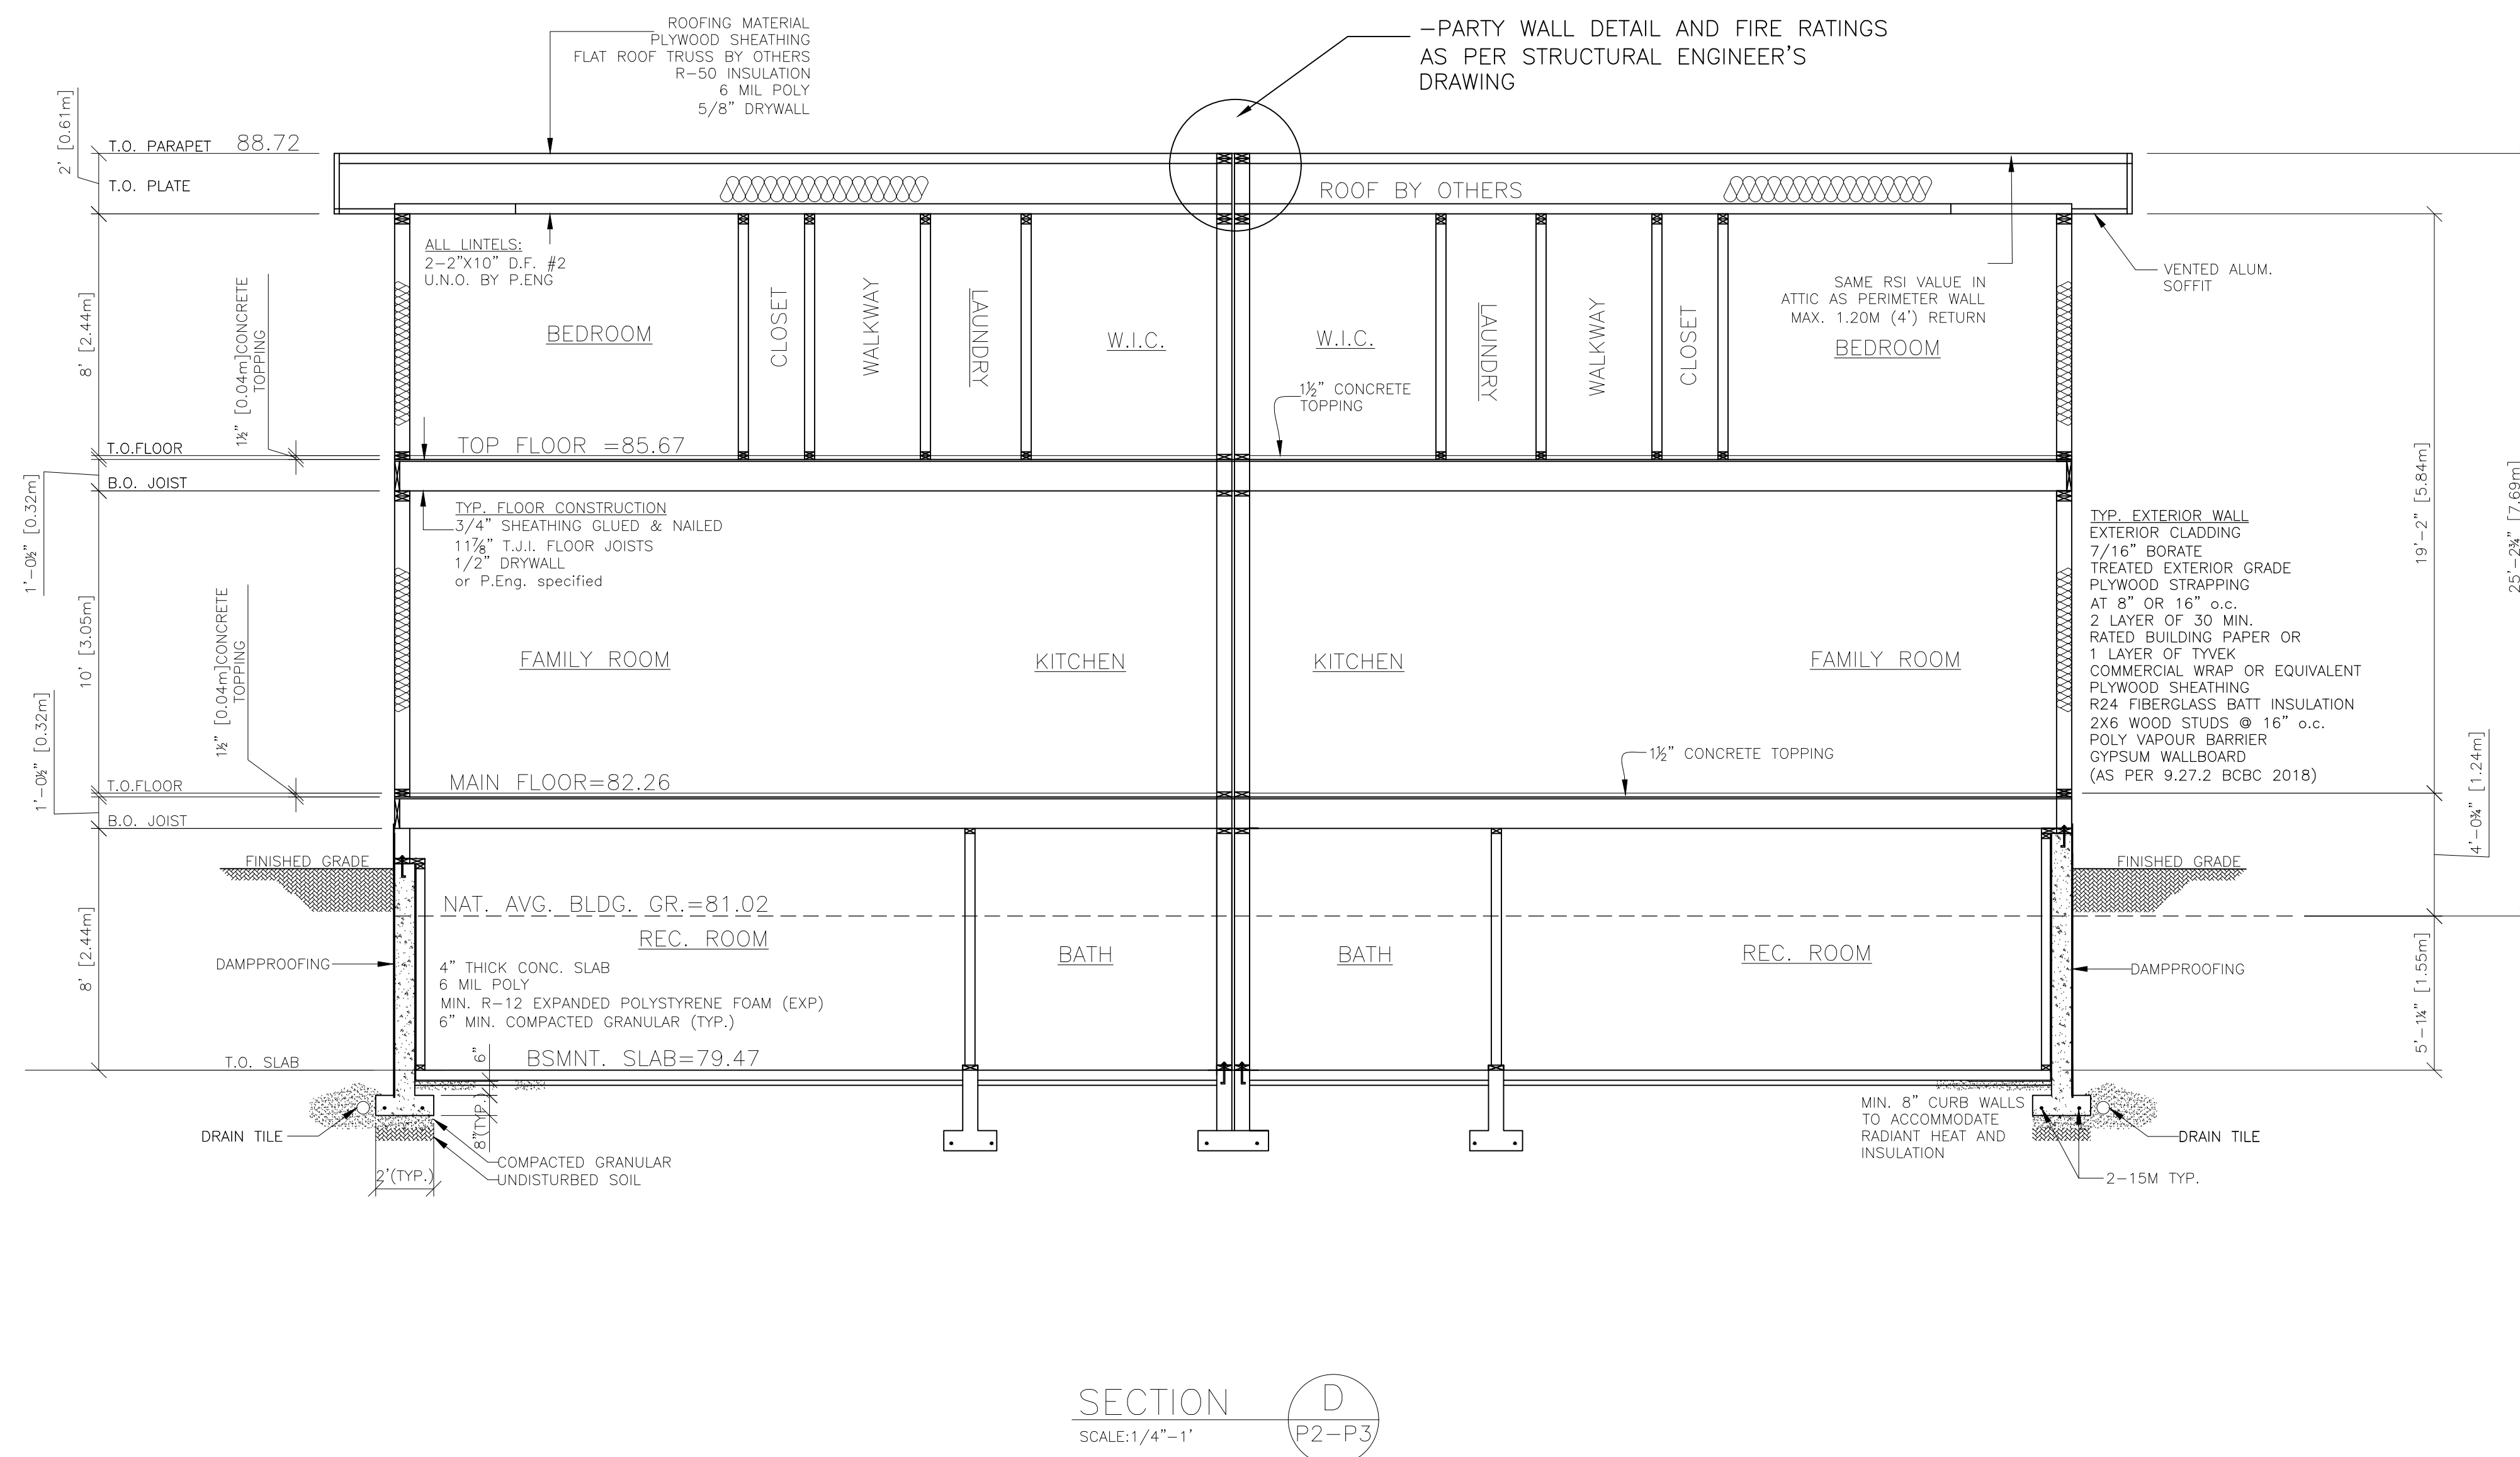 ROOFING MATERIAL
PLYWOOD SHEATHING
FLAT ROOF TRUSS BY OTHERS
R-50 INSULATION
6 MIL POLY
5/8" DRYWALL
-PARTY WALL DETAIL AND FIRE RATINGS
AS PER STRUCTURAL ENGINEER'S
DRAWING
2' [0.61m]
T.O. PARAPET 88.72
T.O. PLATE
ROOF BY OTHERS
ALL LINTELS:
2-2"X10" D.F. #2
U.N.O. BY P.ENG
VENTED ALUM.
SOFFIT
SAME RSI VALUE IN
ATTIC AS PERIMETER WALL
MAX. 1.20M (4') RETURN
8' [2.44m]
1½" [0.04m]CONCRETE
TOPPING
BEDROOM
CLOSET
WALKWAY
LAUNDRY
W.I.C.
W.I.C.
LAUNDRY
WALKWAY
CLOSET
BEDROOM
1½" CONCRETE
TOPPING
T.O.FLOOR
TOP FLOOR =85.67
B.O. JOIST
1'-0½" [0.32m]
TYP. FLOOR CONSTRUCTION
3/4" SHEATHING GLUED & NAILED
11⅞" T.J.I. FLOOR JOISTS
1/2" DRYWALL
or P.Eng. specified
19'-2" [5.84m]
25'-2¾" [7.69m]
TYP. EXTERIOR WALL
EXTERIOR CLADDING
7/16" BORATE
TREATED EXTERIOR GRADE
PLYWOOD STRAPPING
AT 8" OR 16" o.c.
2 LAYER OF 30 MIN.
RATED BUILDING PAPER OR
1 LAYER OF TYVEK
COMMERCIAL WRAP OR EQUIVALENT
PLYWOOD SHEATHING
R24 FIBERGLASS BATT INSULATION
2X6 WOOD STUDS @ 16" o.c.
POLY VAPOUR BARRIER
GYPSUM WALLBOARD
(AS PER 9.27.2 BCBC 2018)
10' [3.05m]
1½" [0.04m]CONCRETE
TOPPING
FAMILY ROOM
KITCHEN
KITCHEN
FAMILY ROOM
1'-0½" [0.32m]
1½" CONCRETE TOPPING
T.O.FLOOR
MAIN FLOOR=82.26
B.O. JOIST
4'-0¾" [1.24m]
FINISHED GRADE
FINISHED GRADE
NAT. AVG. BLDG. GR.=81.02
REC. ROOM
BATH
BATH
REC. ROOM
8' [2.44m]
DAMPPROOFING
DAMPPROOFING
5'-1¼" [1.55m]
4" THICK CONC. SLAB
6 MIL POLY
MIN. R-12 EXPANDED POLYSTYRENE FOAM (EXP)
6" MIN. COMPACTED GRANULAR (TYP.)
T.O. SLAB
6"
BSMNT. SLAB=79.47
8"(TYP.)
DRAIN TILE
2'(TYP.)
COMPACTED GRANULAR
UNDISTURBED SOIL
MIN. 8" CURB WALLS
TO ACCOMMODATE
RADIANT HEAT AND
INSULATION
DRAIN TILE
2-15M TYP.
SECTION
SCALE:1/4"-1'
D
P2-P3